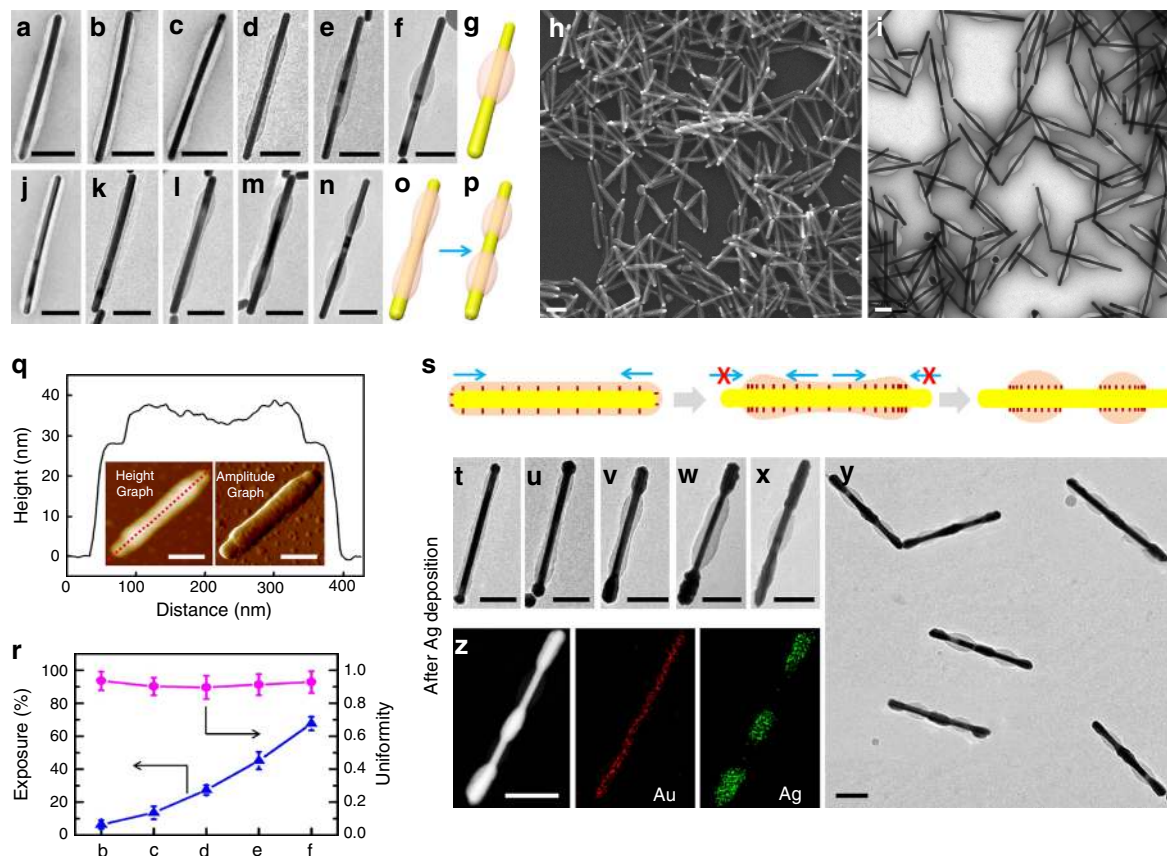 a
b
c
d
e
f
g
h
i
j
k
l
m
n
o
p
q
Height (nm)
40
30
20
10
0
Height
Graph
Amplitude
Graph
0
100
200
300
400
Distance (nm)
r
Exposure (%)
100
80
60
40
20
0
1.0
0.8
0.6
0.4
0.2
0.0
Uniformity
b
c
d
e
f
s
X
X
After Ag deposition
t
u
v
w
x
y
z
Au
Ag